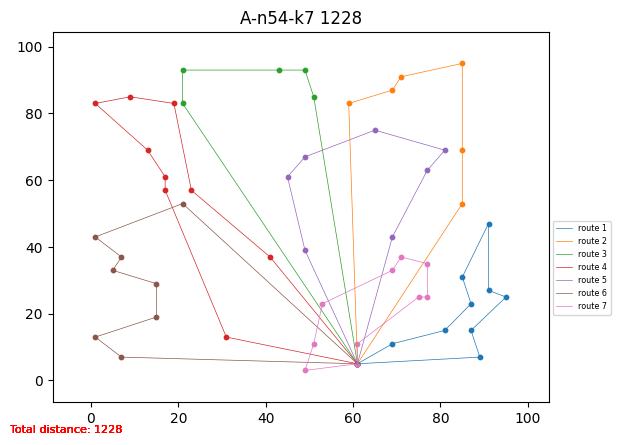 A-n54-k7 1228
100
80
60
40
20
0
0 20 40 60 80 100
route 1
route 2
route 3
route 4
route 5
route 6
route 7
Total distance: 1228